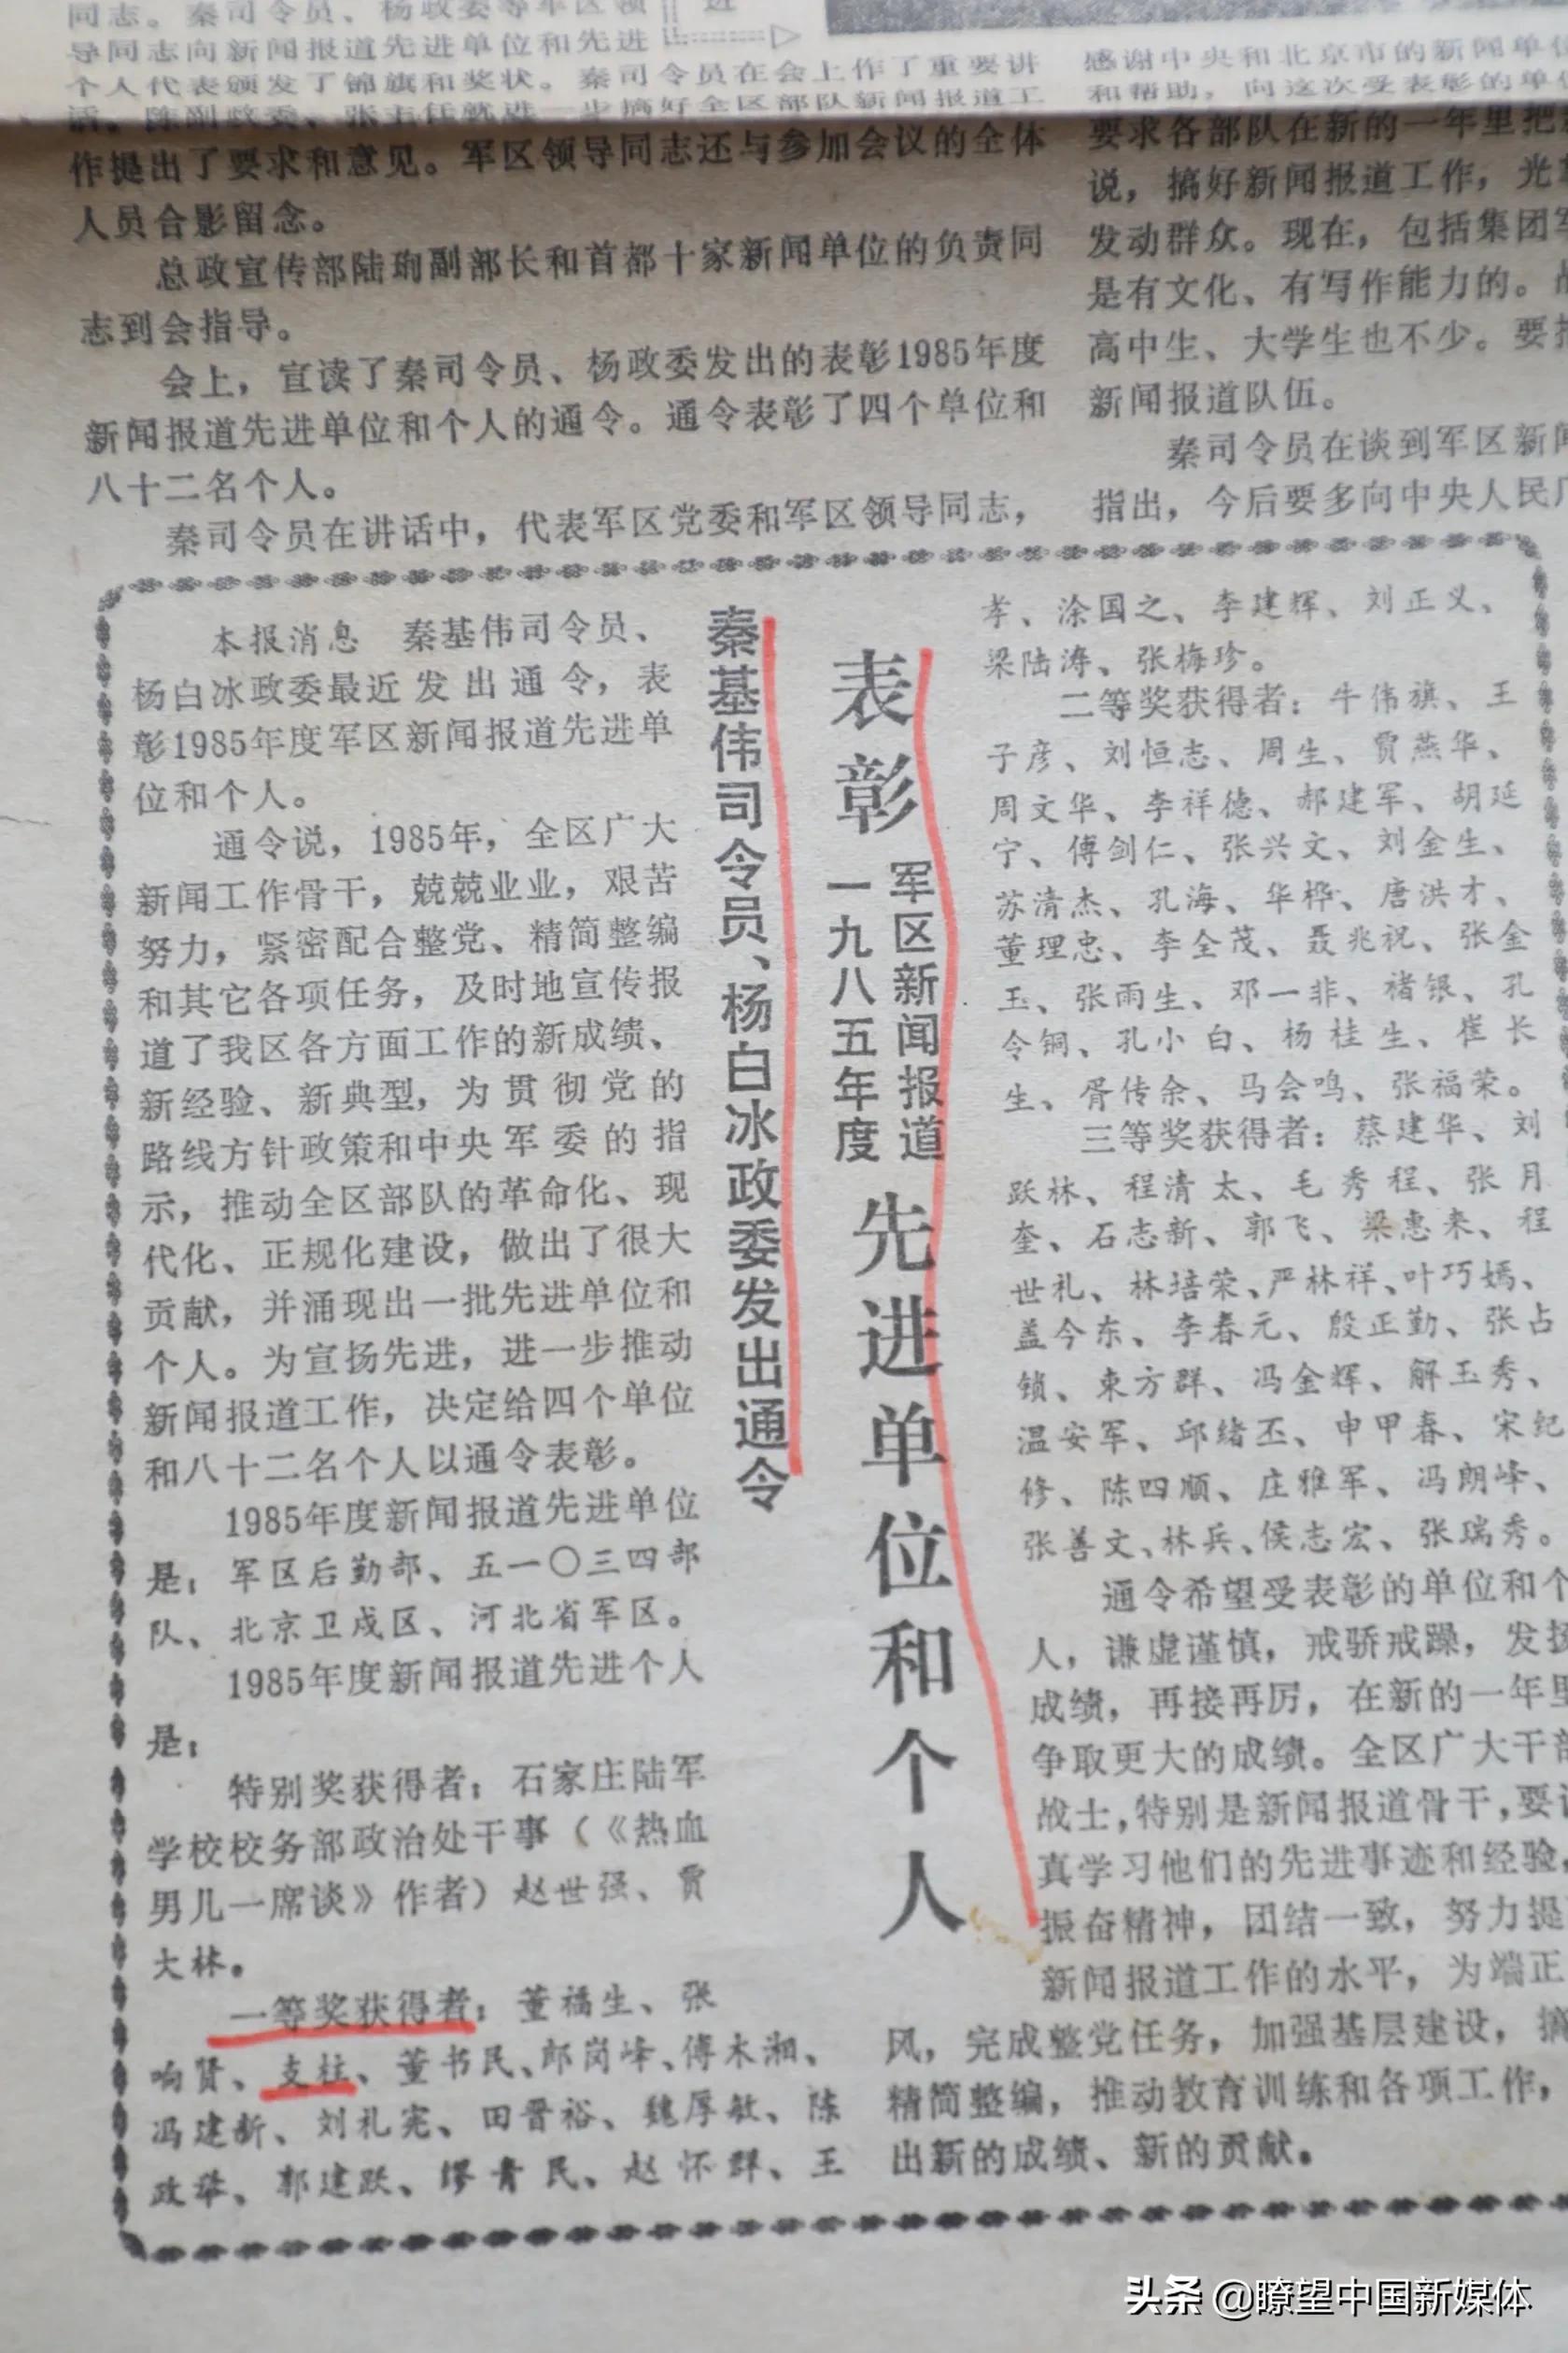 同志。秦司令员、杨政委等军区领
导同志向新闻报道先进单位和先进
个人代表颁发了锦旗和奖状。秦司令员在会上作了重要讲
话。陈副政委、张主任就进一步搞好全区部队新闻报道工
作提出了要求和意见。军区领导同志还与参加会议的全体
人员合影留念。
总政宣传部陆珣副部长和首都十家新闻单位的负责同
志到会指导。
会上，宣读了秦司令员、杨政委发出的表彰1985年度
新闻报道先进单位和个人的通令。通令表彰了四个单位和
八十二名个人。
秦司令员在讲话中，代表军区党委和军区领导同志，
感谢中央和北京市的新闻单位
和帮助，向这次受表彰的单
要求各部队在新的一年里把
说，搞好新闻报道工作，光
发动群众。现在，包括集团军
是有文化、有写作能力的。
高中生、大学生也不少。要
新闻报道队伍。
秦司令员在谈到军区新闻
指出，今后要多向中央人民广
秦基伟司令员、杨白冰政委发出通令
表彰军区新闻报道一九八五年度先进单位和个人
本报消息　秦基伟司令员、
杨白冰政委最近发出通令，表
彰1985年度军区新闻报道先进单
位和个人。
通令说，1985年，全区广大
新闻工作骨干，兢兢业业，艰苦
努力，紧密配合整党、精简整编
和其它各项任务，及时地宣传报
道了我区各方面工作的新成绩、
新经验、新典型，为贯彻党的
路线方针政策和中央军委的指
示，推动全区部队的革命化、现
代化、正规化建设，做出了很大
贡献，并涌现出一批先进单位和
个人。为宣扬先进，进一步推动
新闻报道工作，决定给四个单位
和八十二名个人以通令表彰。
1985年度新闻报道先进单位
是：军区后勤部、五一〇三四部
队、北京卫戍区、河北省军区。
1985年度新闻报道先进个人
是：
特别奖获得者：石家庄陆军
学校校务部政治处干事（《热血
男儿一席谈》作者）赵世强、贾
大林。
一等奖获得者：董福生、张
响贤、支柱、董书民、郎岗峰、傅木湘、
冯建新、刘礼宪、田晋裕、魏厚敏、陈
政举、郭建跃、缪青民、赵怀群、王
孝、涂国之、李建辉、刘正义、
梁陆涛、张梅珍。
二等奖获得者：牛伟旗、王
子彦、刘恒志、周生、贾燕华、
周文华、李祥德、郝建军、胡延
宁、傅剑仁、张兴文、刘金生、
苏清杰、孔海、华桦、唐洪才、
董理忠、李全茂、聂兆祝、张金
玉、张雨生、邓一非、褚银、孔
令铜、孔小白、杨桂生、崔长
生、胥传余、马会鸣、张福荣。
三等奖获得者：蔡建华、刘
跃林、程清太、毛秀程、张月
奎、石志新、郭飞、梁惠来、程
世礼、林培荣、严林祥、叶巧嫣、
盖今东、李春元、殷正勤、张占
锁、束方群、冯金辉、解玉秀、
温安军、邱绪丕、申甲春、宋纪
修、陈四顺、庄雅军、冯朗峰、
张善文、林兵、侯志宏、张瑞秀。
通令希望受表彰的单位和个
人，谦虚谨慎，戒骄戒躁，发扬
成绩，再接再厉，在新的一年里
争取更大的成绩。全区广大干部
战士，特别是新闻报道骨干，要认
真学习他们的先进事迹和经验，
振奋精神，团结一致，努力提
新闻报道工作的水平，为端正
风，完成整党任务，加强基层建设，搞
精简整编，推动教育训练和各项工作，
出新的成绩、新的贡献。
头条 @瞭望中国新媒体